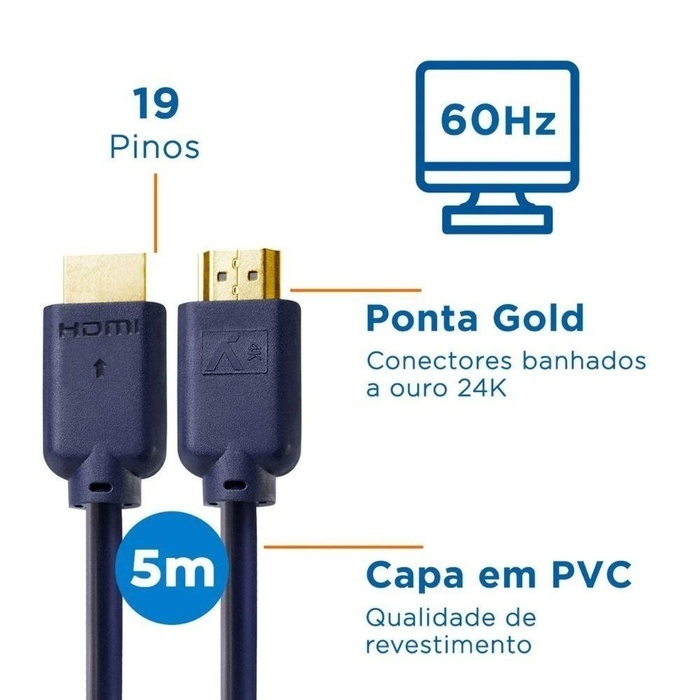 19
Pinos
60Hz
HDMI
4K
Ponta Gold
Conectores banhados
a ouro 24K
5m
Capa em PVC
Qualidade de
revestimento